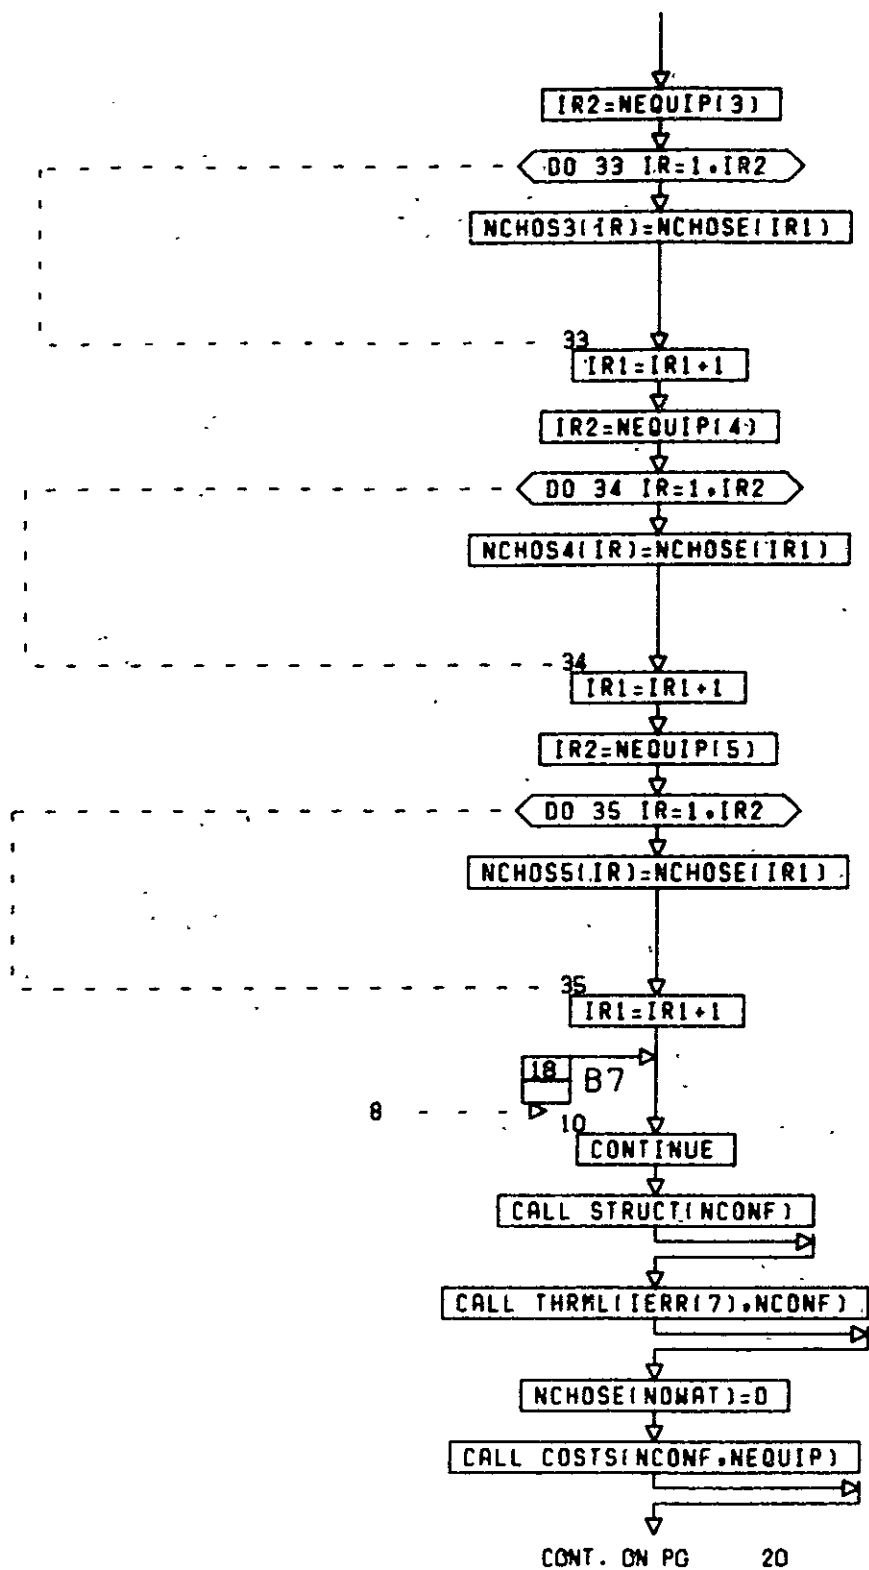 IR2=NEQUIP(3)
DO 33 IR=1,IR2
NCHOS3(IR)=NCHOSE(IR1)
33
IR1=IR1+1
IR2=NEQUIP(4)
DO 34 IR=1,IR2
NCHOS4(IR)=NCHOSE(IR1)
34
IR1=IR1+1
IR2=NEQUIP(5)
DO 35 IR=1,IR2
NCHOS5(IR)=NCHOSE(IR1)
35
IR1=IR1+1
18 B7
8
10
CONTINUE
CALL STRUCT(NCONF)
CALL THRML(IERR(7),NCONF)
NCHOSE(NOWAT)=0
CALL COSTS(NCONF,NEQUIP)
CONT. ON PG 20